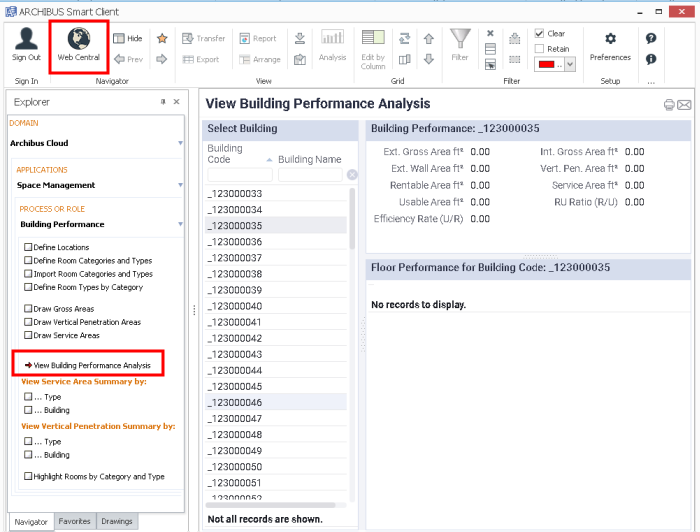 ARCHIBUS Smart Client
Sign Out
Web Central
Hide
Prev
Transfer
Export
Report
Arrange
Analysis
Edit by
Column
Filter
Clear
Retain
..
Preferences
Sign In
Navigator
View
Grid
Filter
Setup
...
Explorer
DOMAIN
Archibus Cloud
APPLICATIONS
Space Management
PROCESS OR ROLE
Building Performance
Define Locations
Define Room Categories and Types
Import Room Categories and Types
Define Room Types by Category
Draw Gross Areas
Draw Vertical Penetration Areas
Draw Service Areas
View Building Performance Analysis
View Service Area Summary by:
... Type
... Building
View Vertical Penetration Summary by:
... Type
... Building
Highlight Rooms by Category and Type
Navigator
Favorites
Drawings
View Building Performance Analysis
Select Building
Building
Code
Building Name
_123000033
_123000034
_123000035
_123000036
_123000037
_123000038
_123000039
_123000040
_123000041
_123000042
_123000043
_123000044
_123000045
_123000046
_123000047
_123000048
_123000049
_123000050
_123000051
_123000052
Not all records are shown.
Building Performance: _123000035
Ext. Gross Area ft² 0.00 Int. Gross Area ft² 0.00
Ext. Wall Area ft² 0.00 Vert. Pen. Area ft² 0.00
Rentable Area ft² 0.00 Service Area ft² 0.00
Usable Area ft² 0.00 RU Ratio (R/U) 0.00
Efficiency Rate (U/R) 0.00
Floor Performance for Building Code: _123000035
No records to display.